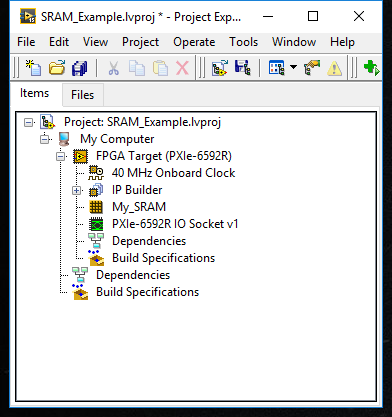 SRAM_Example.lvproj * - Project Exp...
File Edit View Project Operate Tools Window Help
Items Files
Project: SRAM_Example.lvproj
My Computer
FPGA Target (PXIe-6592R)
40 MHz Onboard Clock
IP Builder
My_SRAM
PXIe-6592R IO Socket v1
Dependencies
Build Specifications
Dependencies
Build Specifications